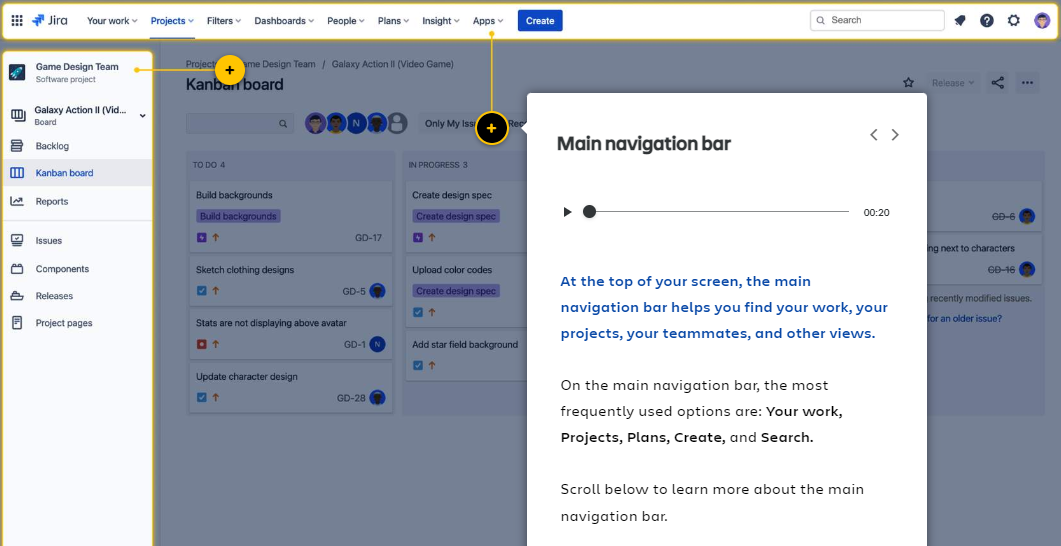 Jira Your work Projects Filters Dashboards People Plans Insight Apps Create Search
Game Design Team
Software project
Galaxy Action II (Vid...
Board
Backlog
Kanban board
Reports
Issues
Components
Releases
Project pages
Project Game Design Team / Galaxy Action II (Video Game)
Kanban board
Release
N
Only My Iss Rec
TO DO 4
Build backgrounds
Build backgrounds
GD-17
Sketch clothing designs
GD-5
Stats are not displaying above avatar
GD-1 N
Update character design
GD-28
IN PROGRESS 3
Create design spec
Create design spec
Upload color codes
Create design spec
Add star field background
GD-6
ng next to characters
GD-16
recently modified issues.
for an older issue?
Main navigation bar
00:20
At the top of your screen, the main
navigation bar helps you find your work, your
projects, your teammates, and other views.
On the main navigation bar, the most
frequently used options are: Your work,
Projects, Plans, Create, and Search.
Scroll below to learn more about the main
navigation bar.